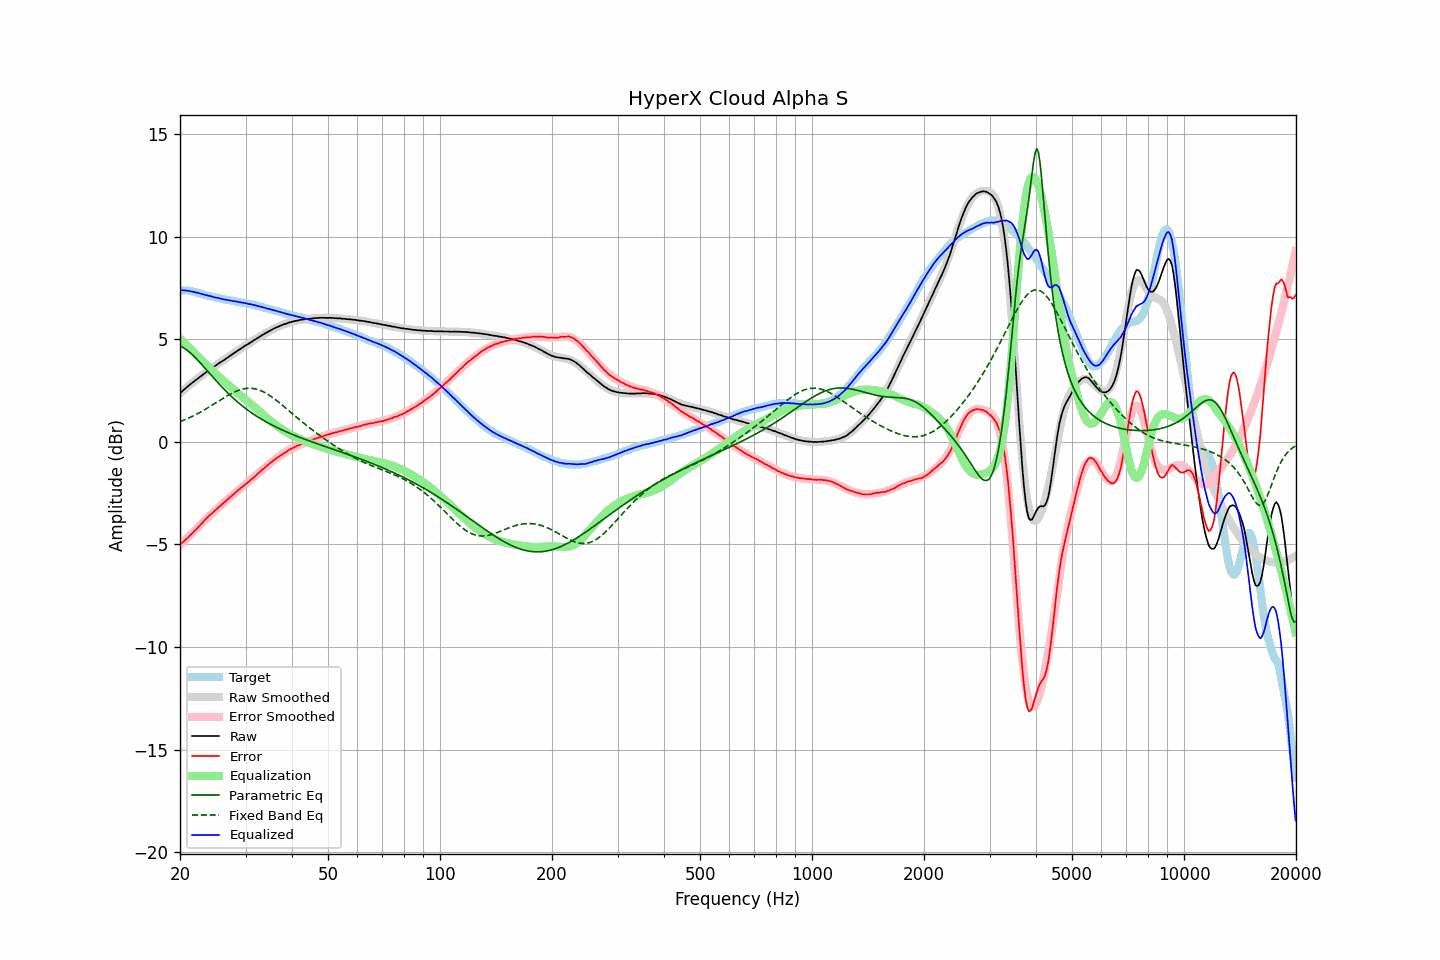 HyperX Cloud Alpha S
Amplitude (dBr)
15
10
5
0
−5
−10
−15
−20
Target
Raw Smoothed
Error Smoothed
Raw
Error
Equalization
Parametric Eq
Fixed Band Eq
Equalized
20 50 100 200 500 1000 2000 5000 10000 20000
Frequency (Hz)